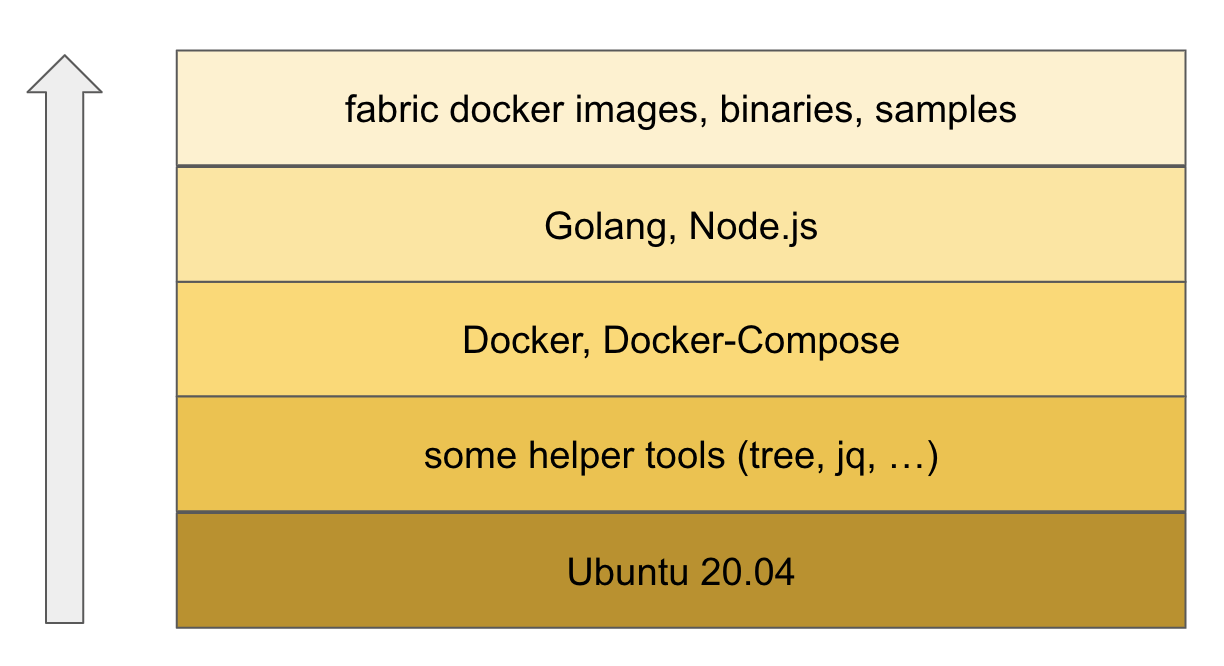 fabric docker images, binaries, samples
Golang, Node.js
Docker, Docker-Compose
some helper tools (tree, jq, …)
Ubuntu 20.04